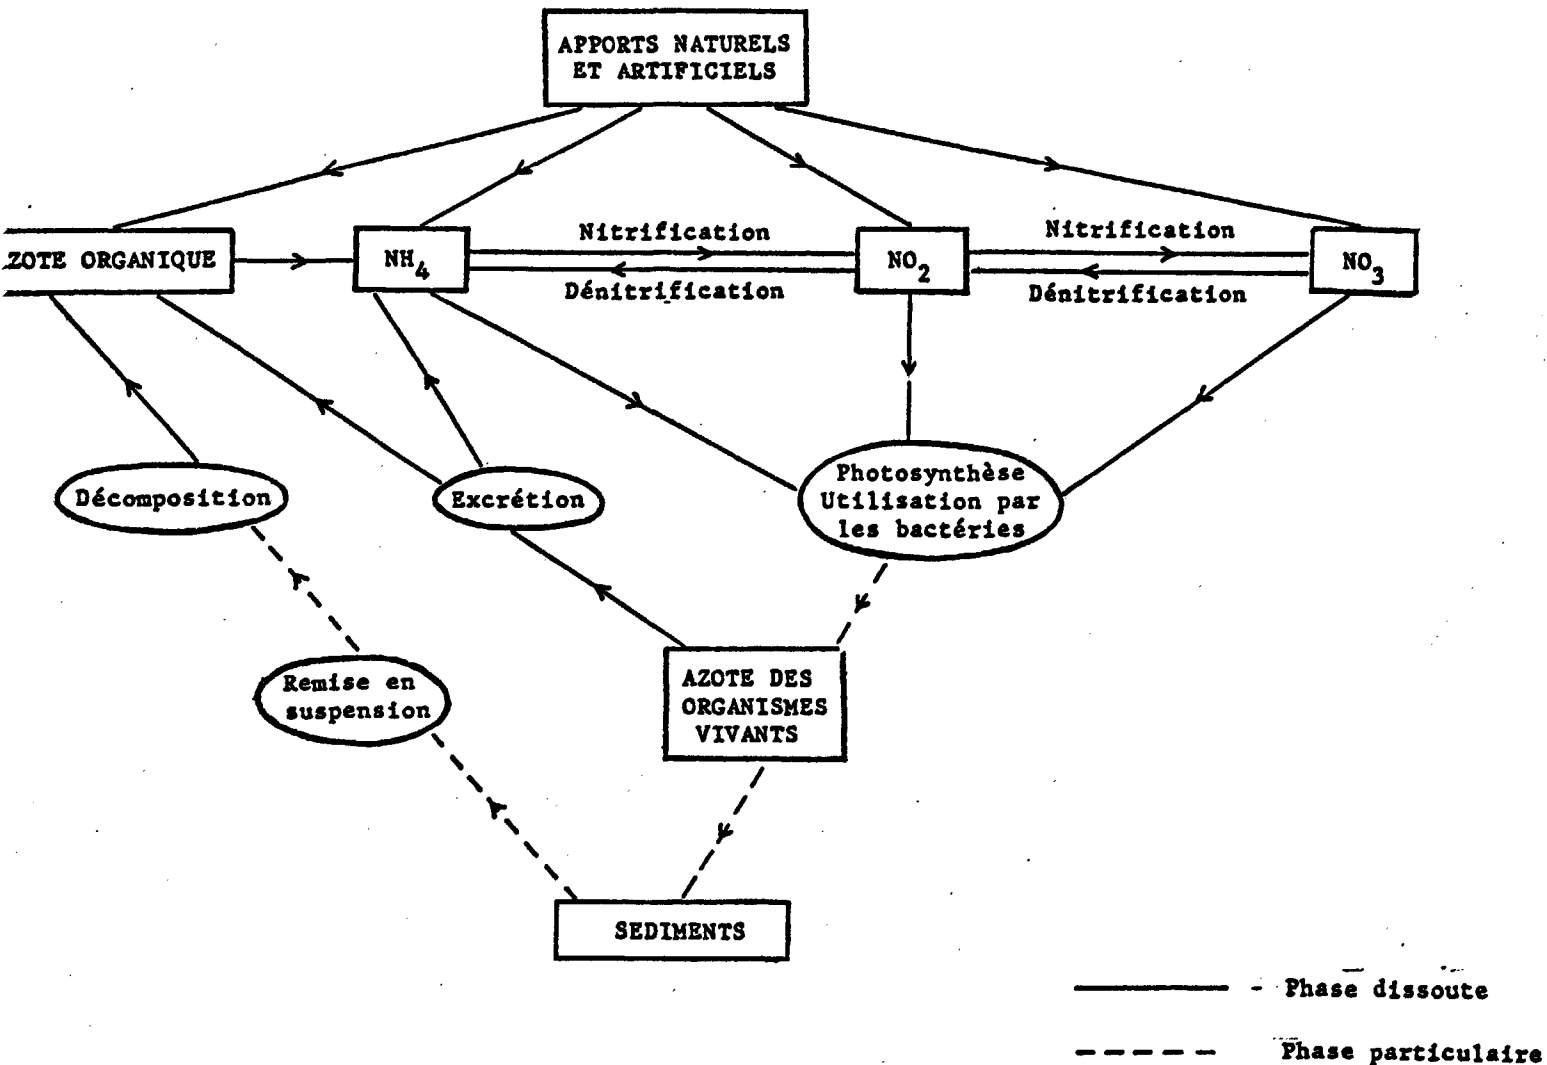 APPORTS NATURELS
ET ARTIFICIELS
ZOTE ORGANIQUE
NH4
Nitrification
Dénitrification
NO2
Nitrification
Dénitrification
NO3
Décomposition
Excrétion
Photosynthèse
Utilisation par
les bactéries
Remise en
suspension
AZOTE DES
ORGANISMES
VIVANTS
SEDIMENTS
- Phase dissoute
Phase particulaire